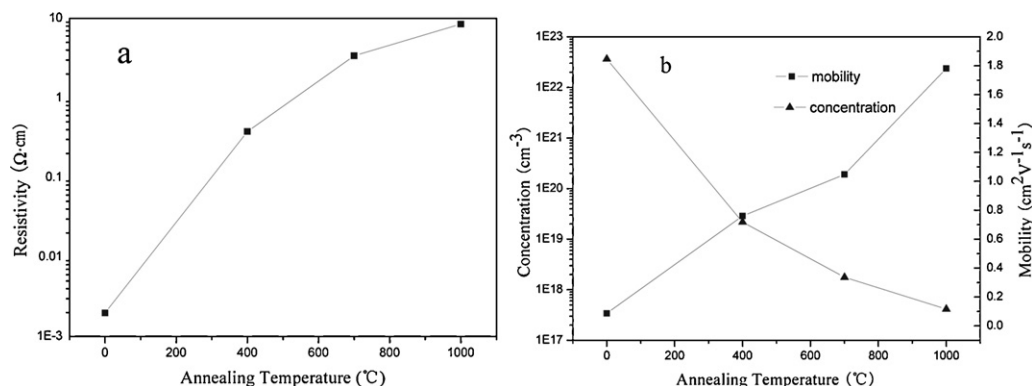 a
10
1
0.1
0.01
1E-3
Resistivity (Ω·cm)
0 200 400 600 800 1000
Annealing Temperature (℃)
b
mobility
concentration
1E23
1E22
1E21
1E20
1E19
1E18
1E17
Concentration (cm-3)
2.0
1.8
1.6
1.4
1.2
1.0
0.8
0.6
0.4
0.2
0.0
Mobility (cm2V-1s-1)
0 200 400 600 800 1000
Annealing Temperature (℃)